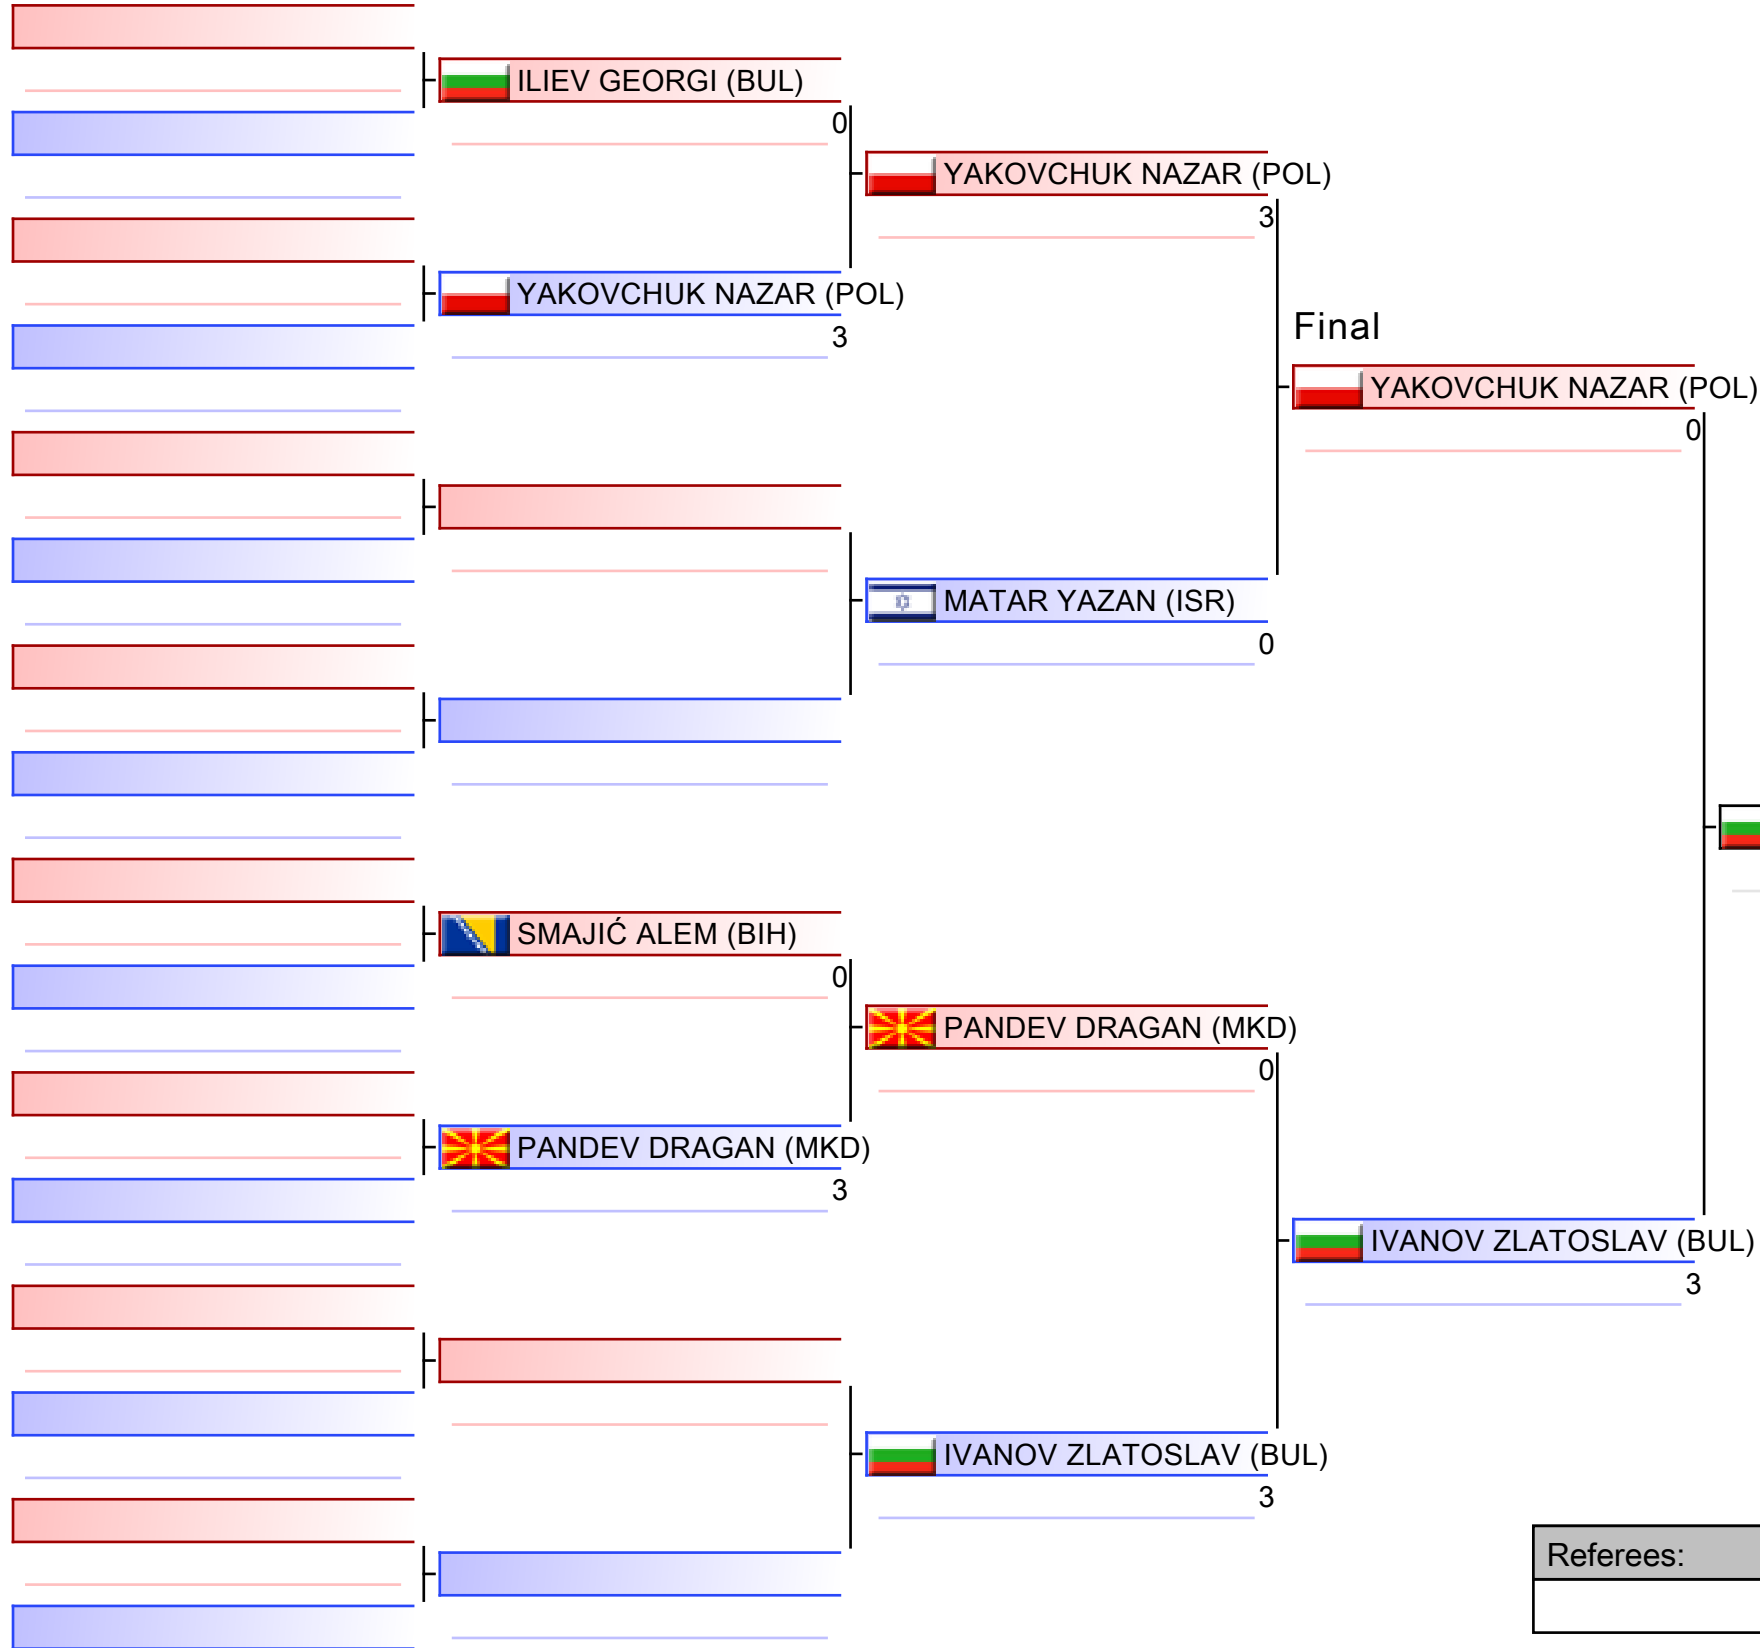 ILIEV GEORGI (BUL)
0
YAKOVCHUK NAZAR (POL)
3
YAKOVCHUK NAZAR (POL)
3
Final
YAKOVCHUK NAZAR (POL)
0
MATAR YAZAN (ISR)
0
SMAJIĆ ALEM (BIH)
0
PANDEV DRAGAN (MKD)
0
PANDEV DRAGAN (MKD)
3
IVANOV ZLATOSLAV (BUL)
3
IVANOV ZLATOSLAV (BUL)
3
Referees: